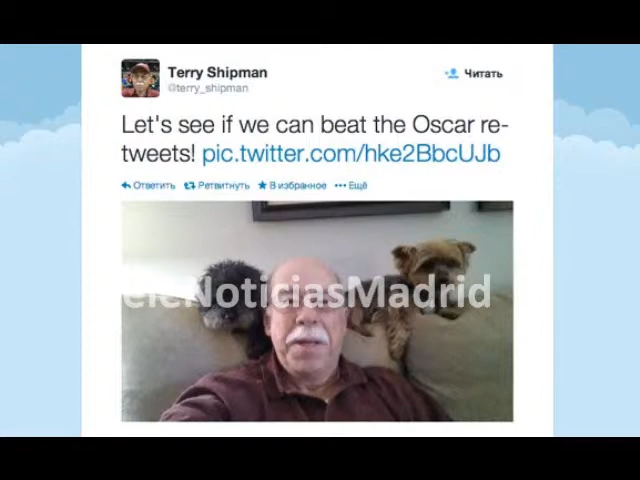 Terry Shipman
@terry_shipman
Читать
Let's see if we can beat the Oscar re-
tweets! pic.twitter.com/hke2BbcUJb
Ответить Ретвитнуть В избранное Ещё
eleNoticiasMadrid